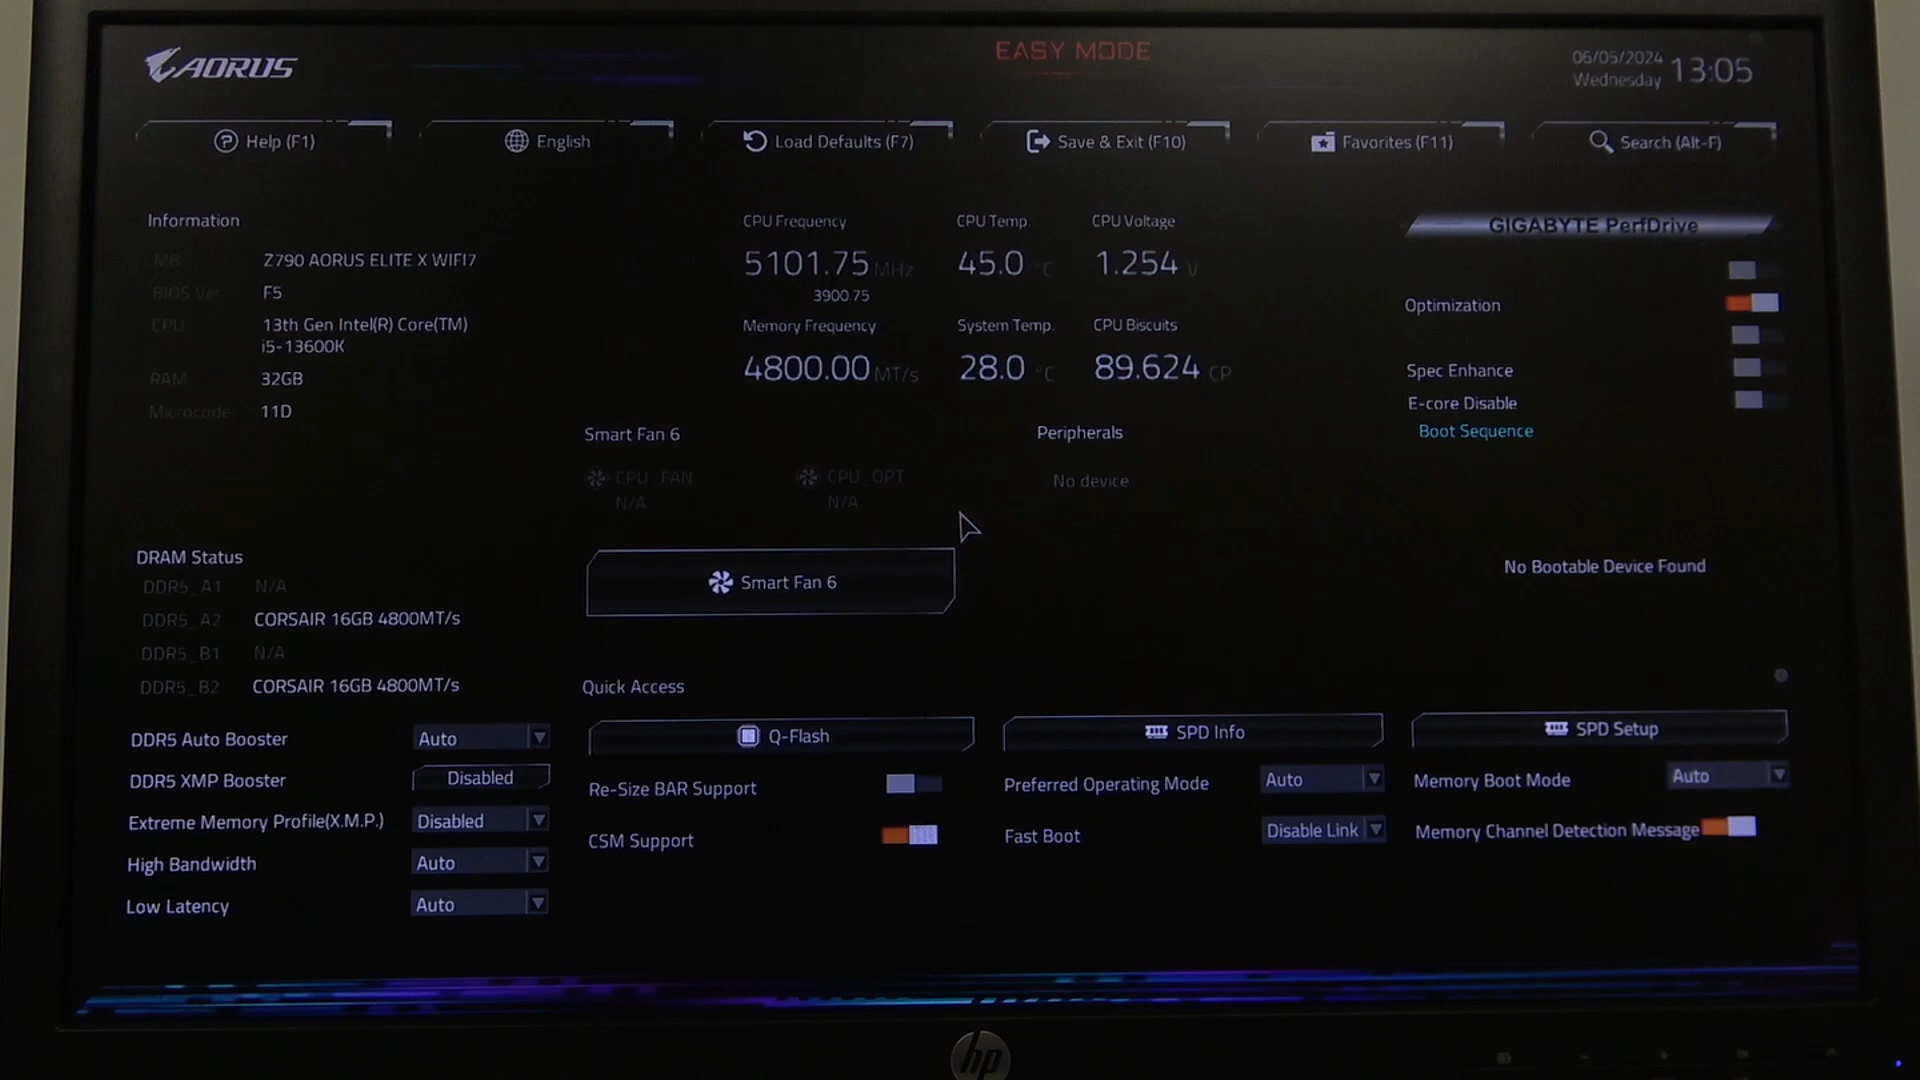 AORUS
EASY MODE
06/05/2024
Wednesday
13:05
Help (F1)
English
Load Defaults (F7)
Save & Exit (F10)
Favorites (F11)
Search (Alt-F)
Information
MB
Z790 AORUS ELITE X WIFI7
BIOS Ver.
F5
CPU
13th Gen Intel(R) Core(TM)
i5-13600K
RAM
32GB
Microcode
11D
CPU Frequency
5101.75 MHz
3900.75
CPU Temp.
45.0 °C
CPU Voltage
1.254 V
Memory Frequency
4800.00 MT/s
System Temp.
28.0 °C
CPU Biscuits
89.624 CP
GIGABYTE PerfDrive
Optimization
Spec Enhance
E-core Disable
Boot Sequence
No Bootable Device Found
Smart Fan 6
CPU_FAN
N/A
CPU_OPT
N/A
Peripherals
No device
Smart Fan 6
DRAM Status
DDR5_A1 N/A
DDR5_A2 CORSAIR 16GB 4800MT/s
DDR5_B1 N/A
DDR5_B2 CORSAIR 16GB 4800MT/s
DDR5 Auto Booster Auto
DDR5 XMP Booster Disabled
Extreme Memory Profile(X.M.P.) Disabled
High Bandwidth Auto
Low Latency Auto
Quick Access
Q-Flash
SPD Info
SPD Setup
Re-Size BAR Support
CSM Support
Preferred Operating Mode Auto
Fast Boot Disable Link
Memory Boot Mode Auto
Memory Channel Detection Message
hp